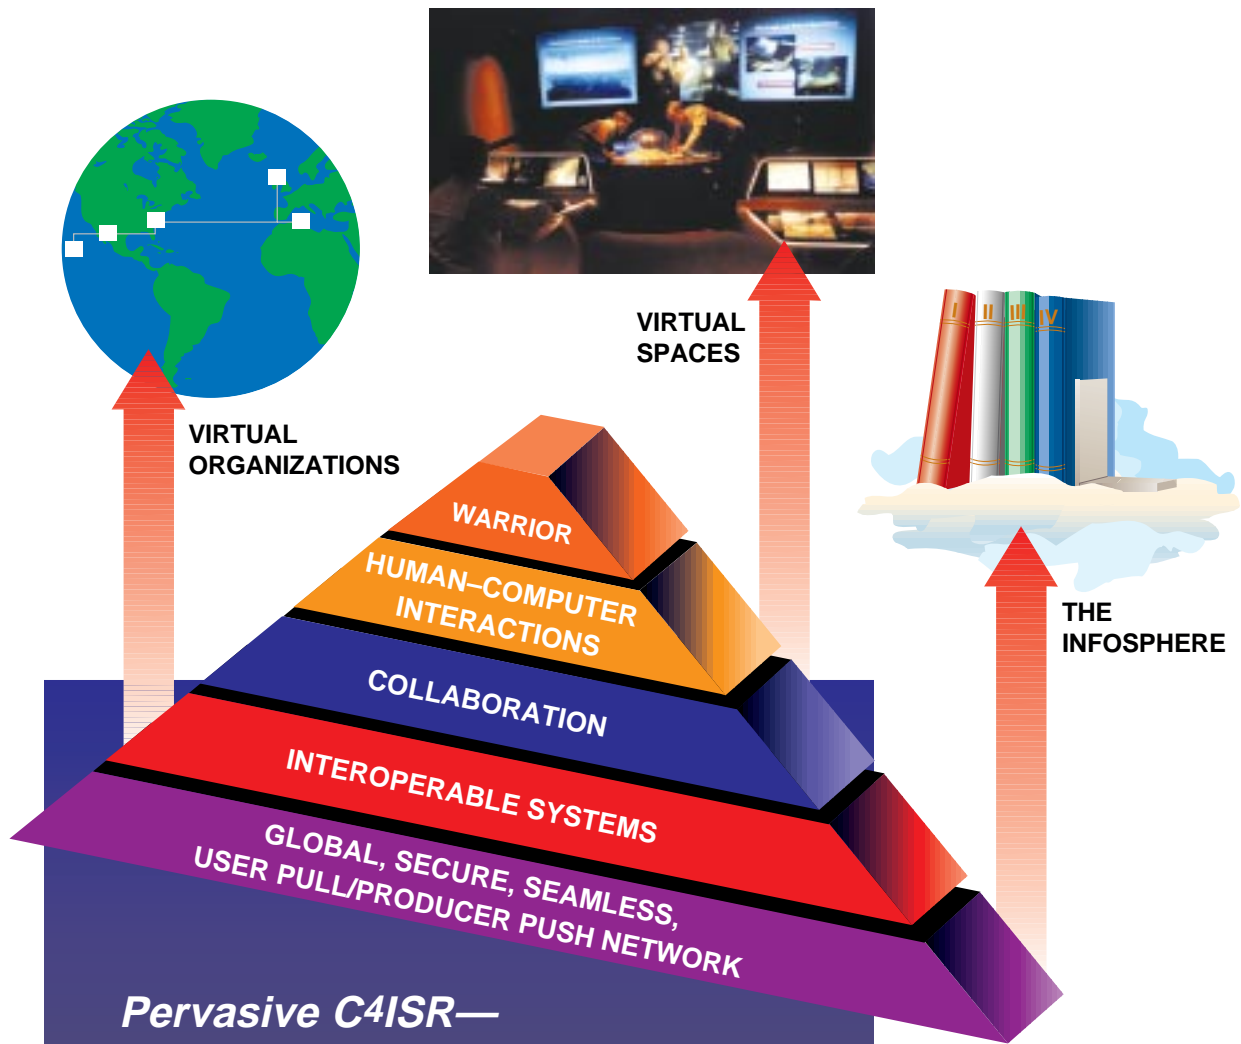 VIRTUAL
SPACES
VIRTUAL
ORGANIZATIONS
I II III IV
THE
INFOSPHERE
WARRIOR
HUMAN–COMPUTER
INTERACTIONS
COLLABORATION
INTEROPERABLE SYSTEMS
GLOBAL, SECURE, SEAMLESS,
USER PULL/PRODUCER PUSH NETWORK
Pervasive C4ISR—